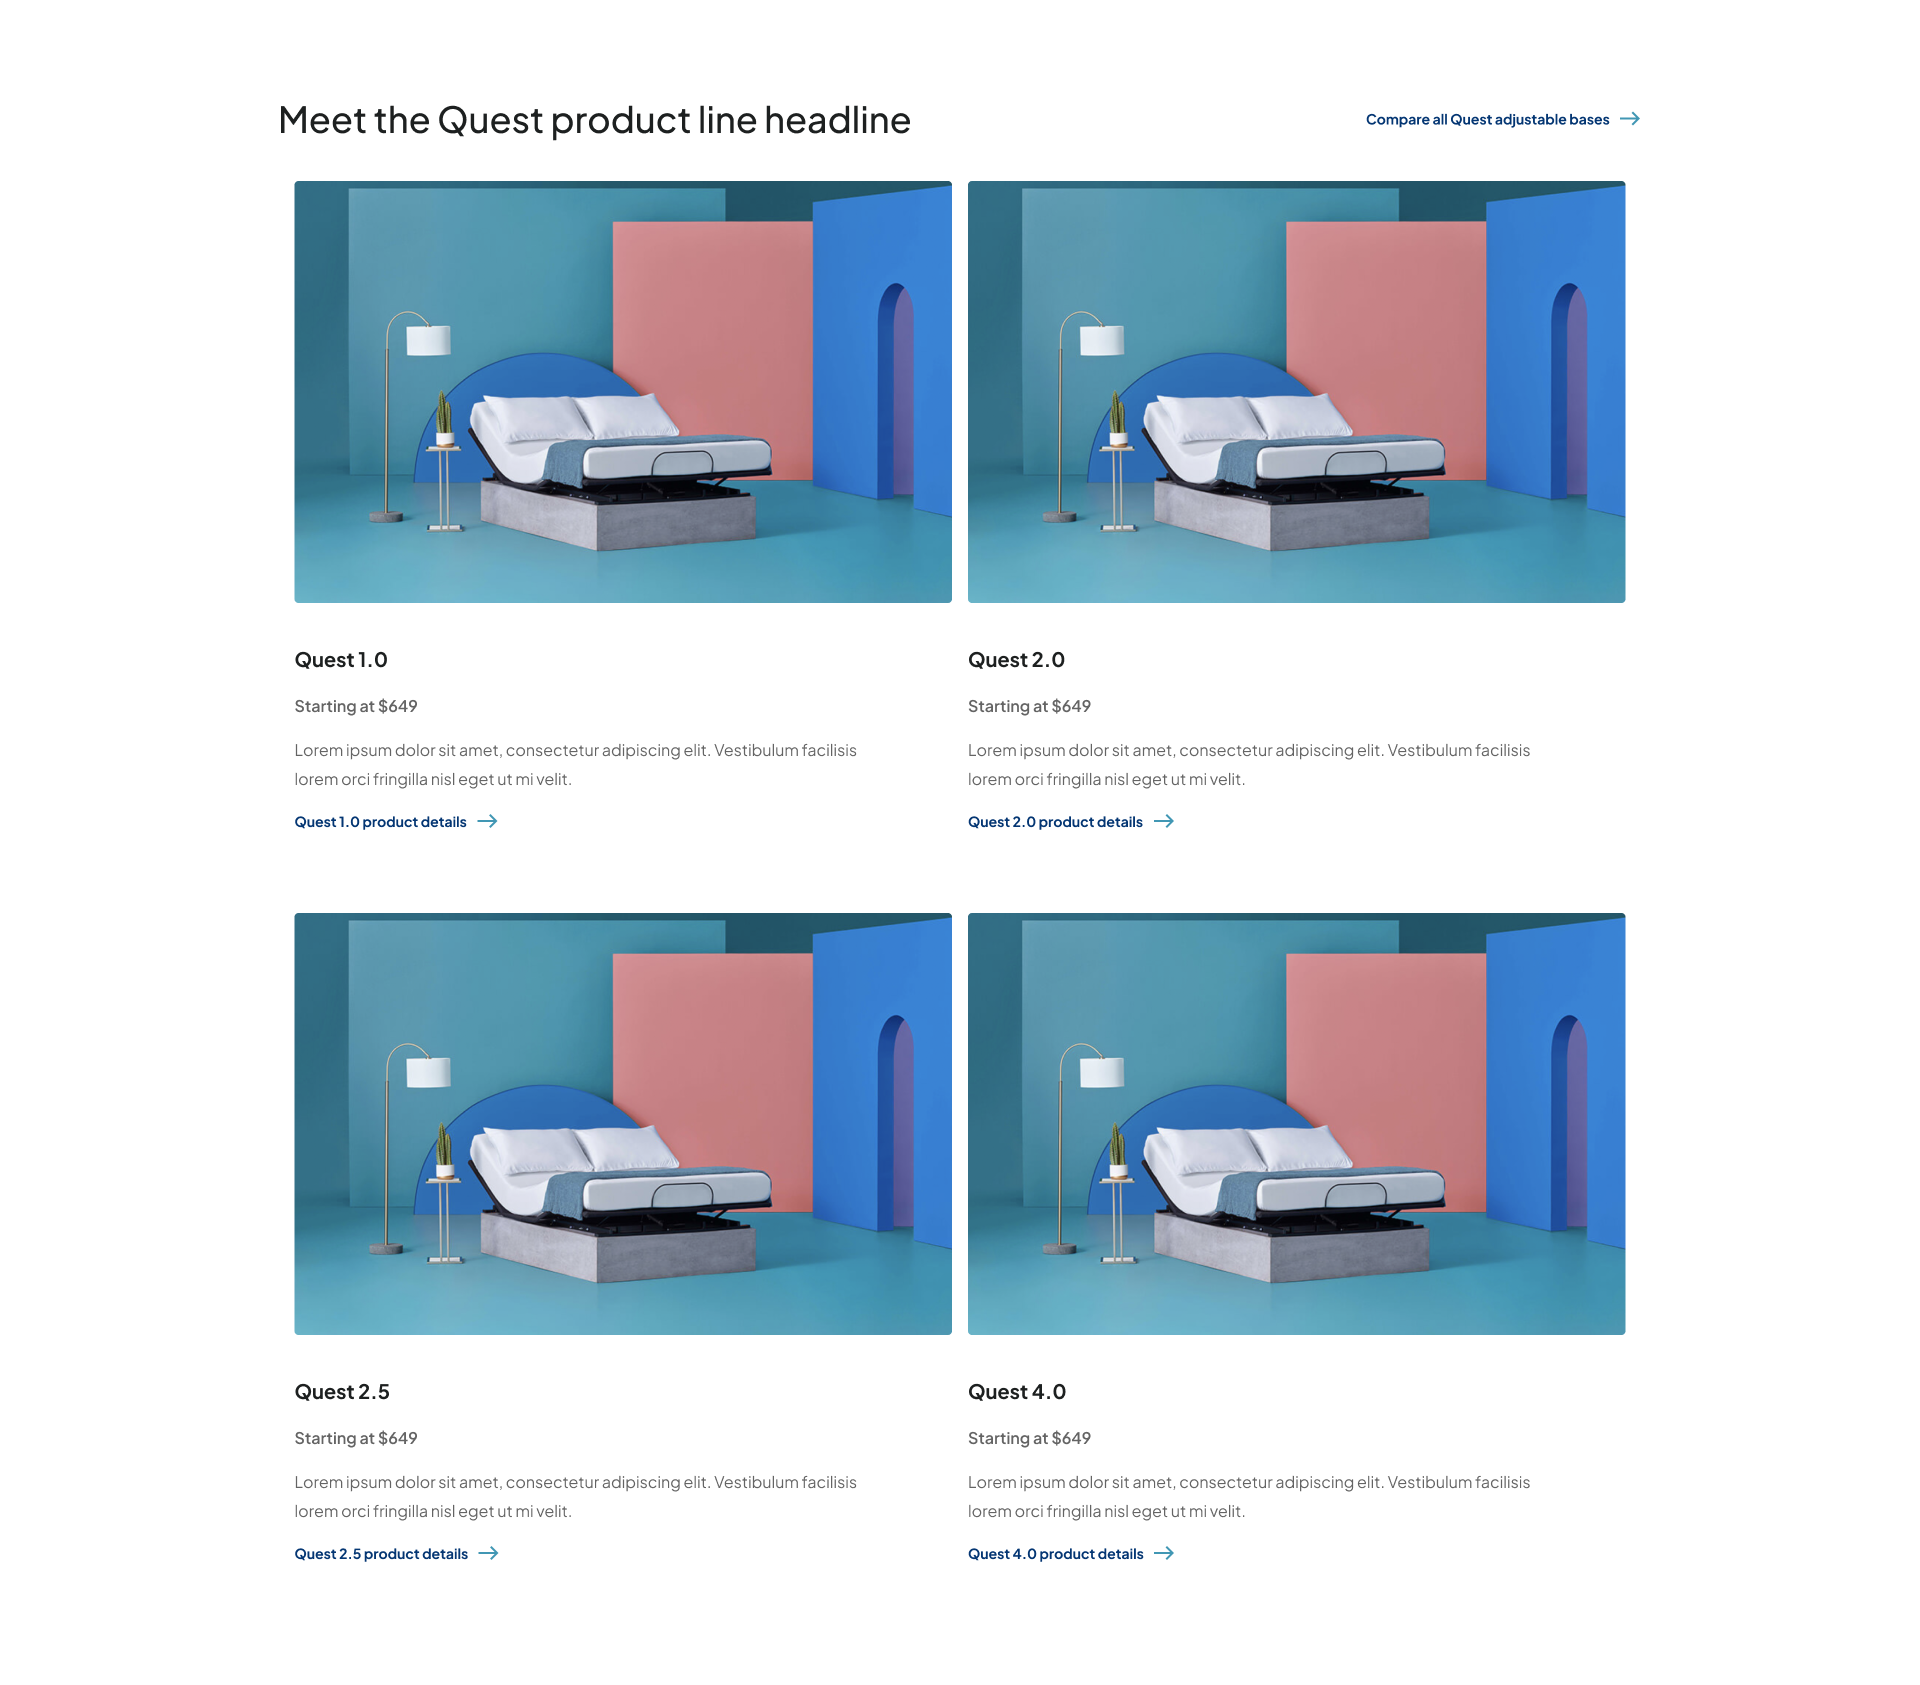 Meet the Quest product line headline
Compare all Quest adjustable bases
Quest 1.0
Starting at $649
Lorem ipsum dolor sit amet, consectetur adipiscing elit. Vestibulum facilisis
lorem orci fringilla nisl eget ut mi velit.
Quest 1.0 product details
Quest 2.0
Starting at $649
Lorem ipsum dolor sit amet, consectetur adipiscing elit. Vestibulum facilisis
lorem orci fringilla nisl eget ut mi velit.
Quest 2.0 product details
Quest 2.5
Starting at $649
Lorem ipsum dolor sit amet, consectetur adipiscing elit. Vestibulum facilisis
lorem orci fringilla nisl eget ut mi velit.
Quest 2.5 product details
Quest 4.0
Starting at $649
Lorem ipsum dolor sit amet, consectetur adipiscing elit. Vestibulum facilisis
lorem orci fringilla nisl eget ut mi velit.
Quest 4.0 product details